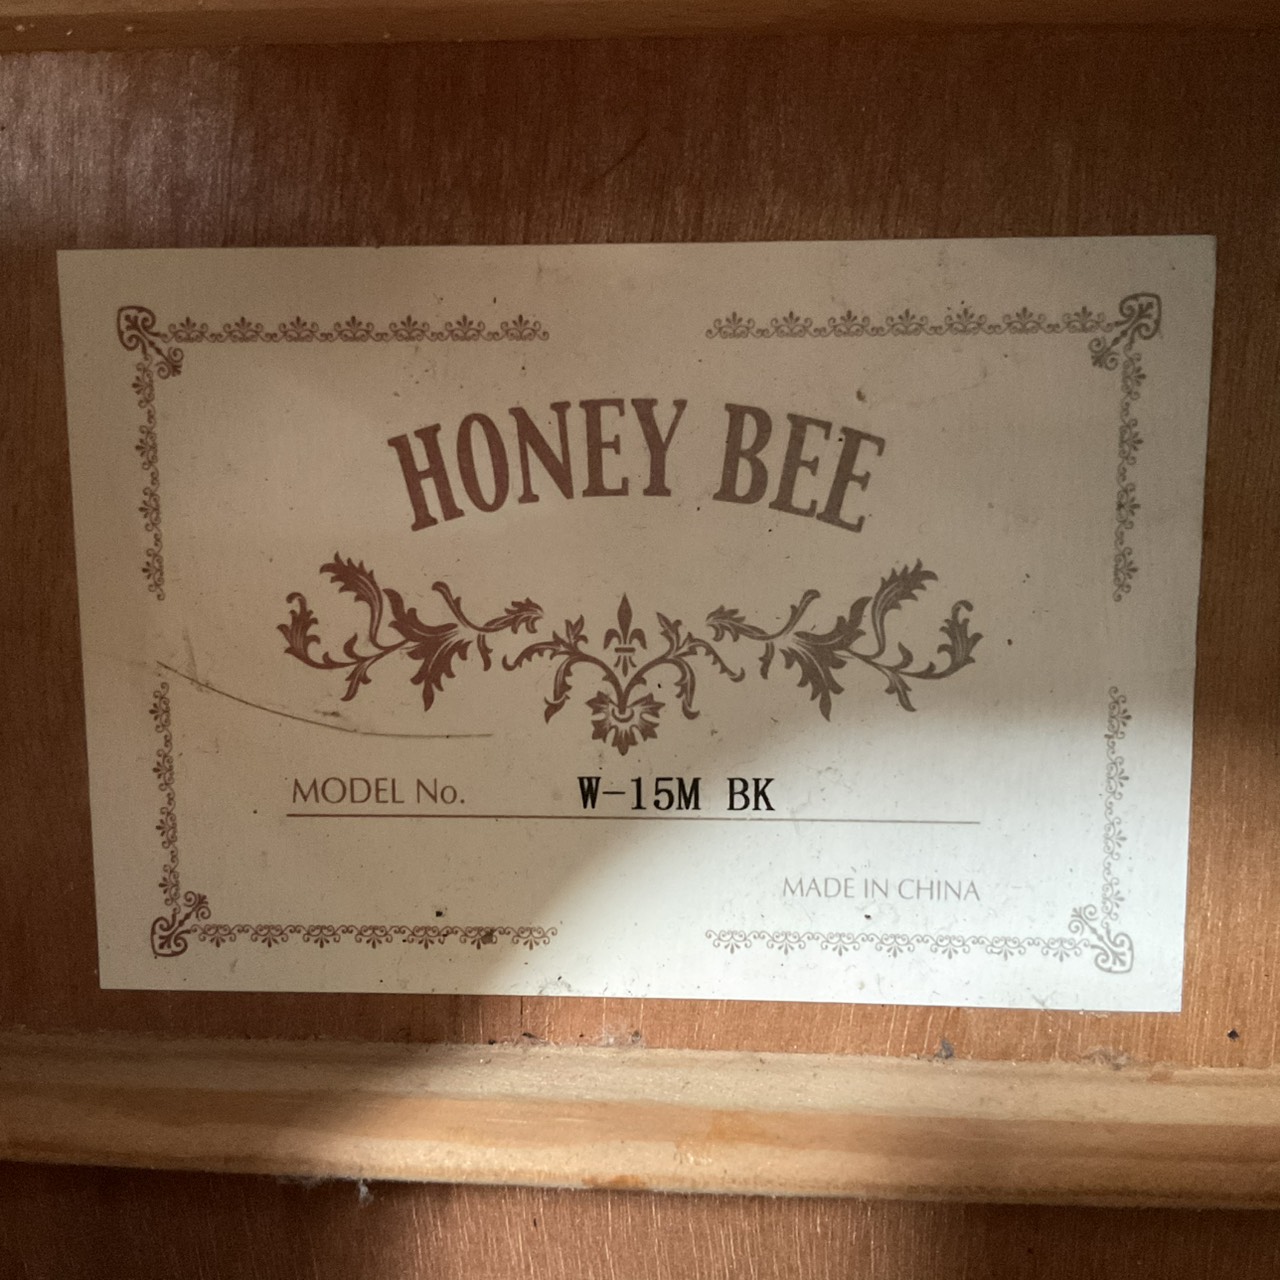 HONEY BEE
MODEL No. W-15M BK
MADE IN CHINA